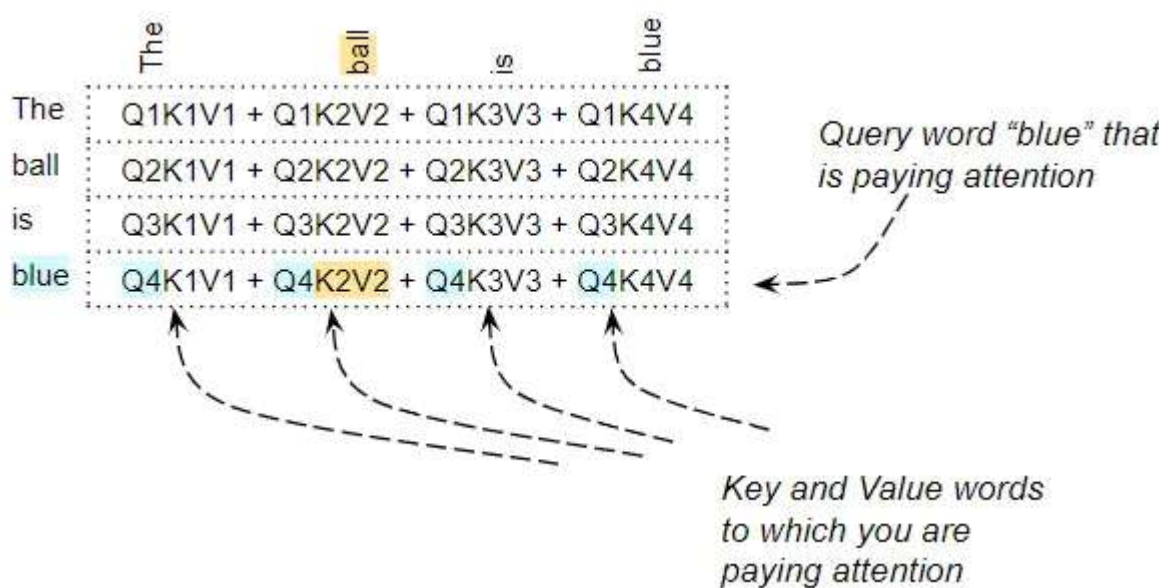 The ball is blue
The Q1K1V1 + Q1K2V2 + Q1K3V3 + Q1K4V4
ball Q2K1V1 + Q2K2V2 + Q2K3V3 + Q2K4V4
is Q3K1V1 + Q3K2V2 + Q3K3V3 + Q3K4V4
blue Q4K1V1 + Q4K2V2 + Q4K3V3 + Q4K4V4
Query word “blue” that
is paying attention
Key and Value words
to which you are
paying attention